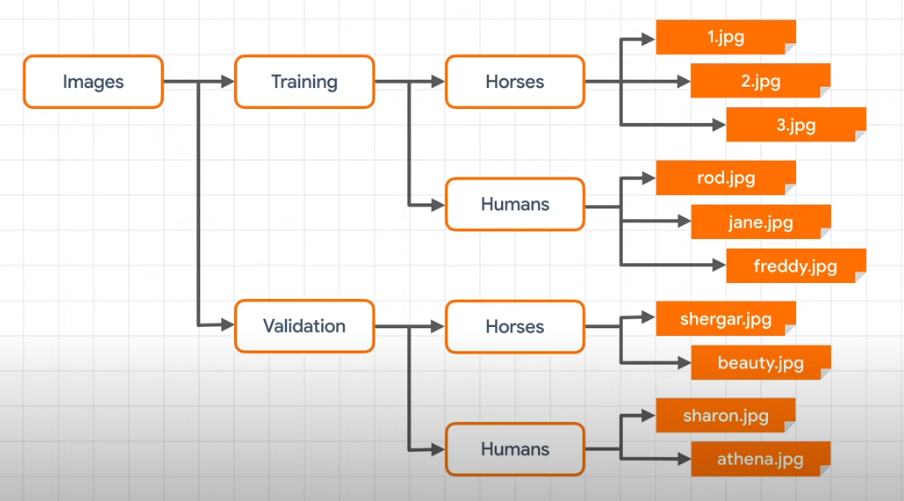 Images
Training
Horses
1.jpg
2.jpg
3.jpg
Humans
rod.jpg
jane.jpg
freddy.jpg
Validation
Horses
shergar.jpg
beauty.jpg
Humans
sharon.jpg
athena.jpg